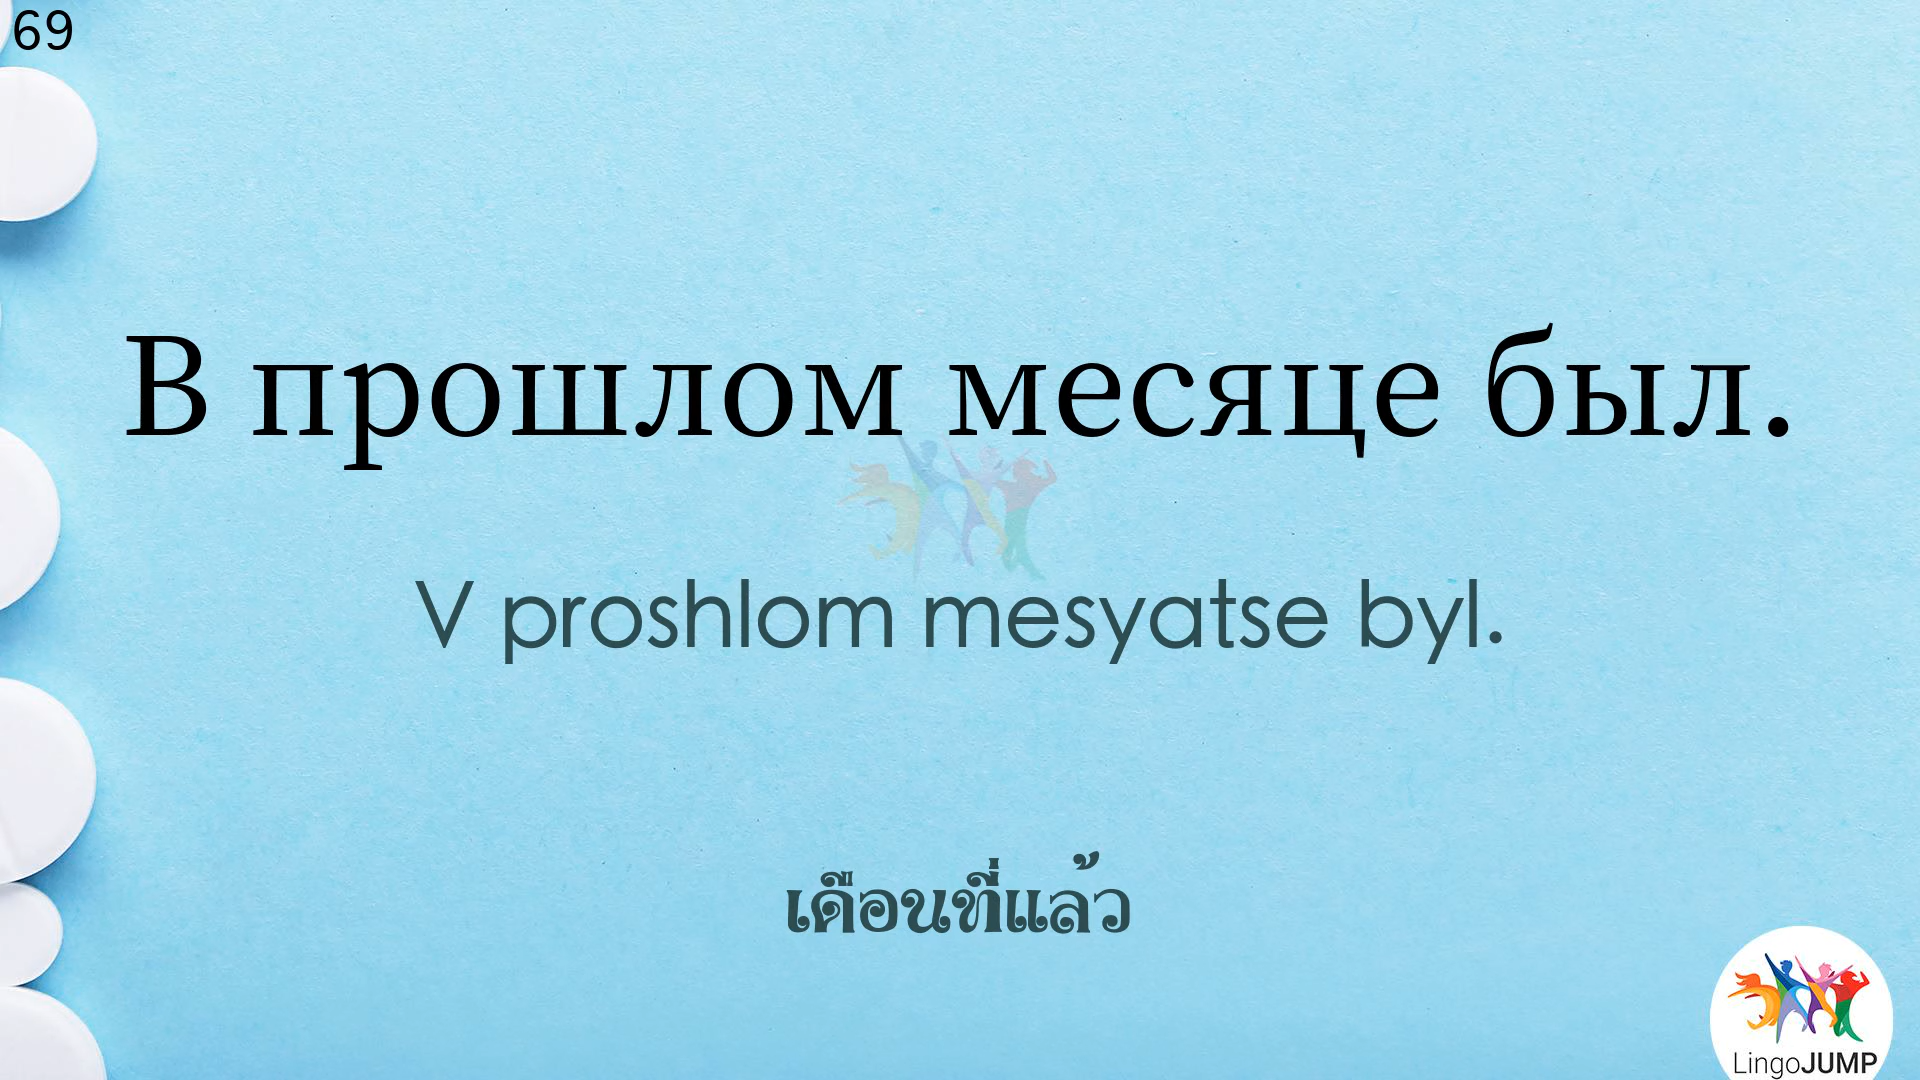 69
В прошлом месяце был.
V proshlom mesyatse byl.
เดือนที่แล้ว
LingoJUMP